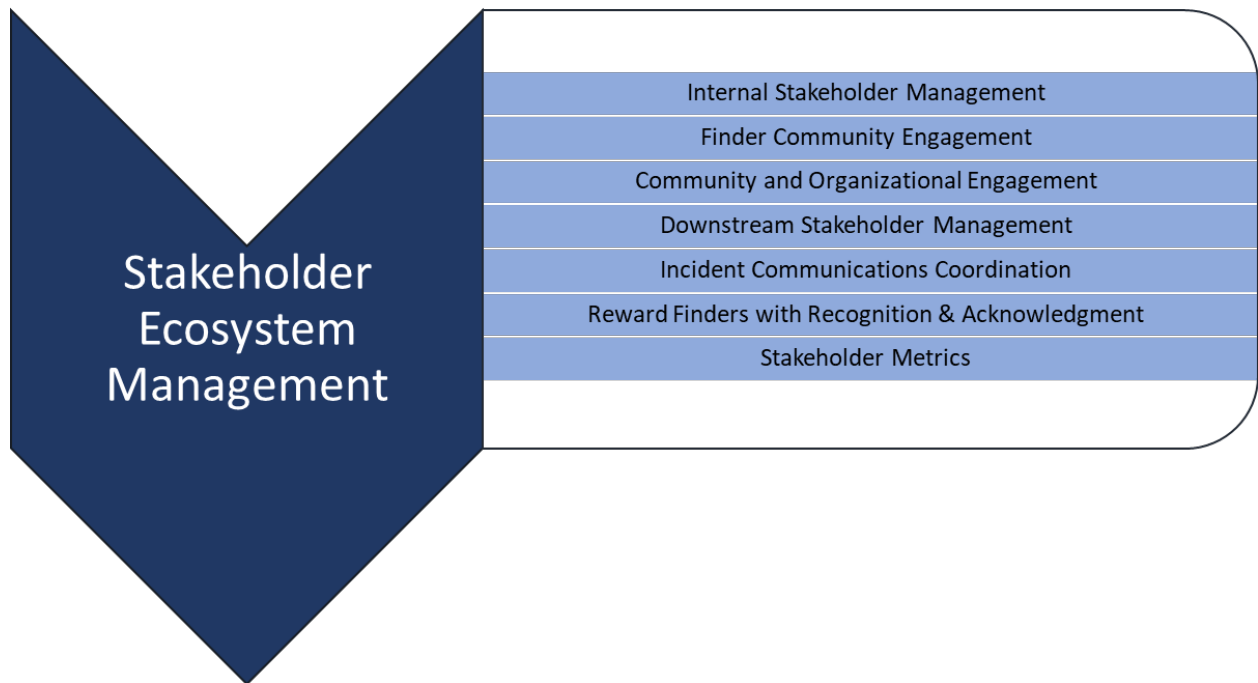 Stakeholder
Ecosystem
Management
Internal Stakeholder Management
Finder Community Engagement
Community and Organizational Engagement
Downstream Stakeholder Management
Incident Communications Coordination
Reward Finders with Recognition & Acknowledgment
Stakeholder Metrics